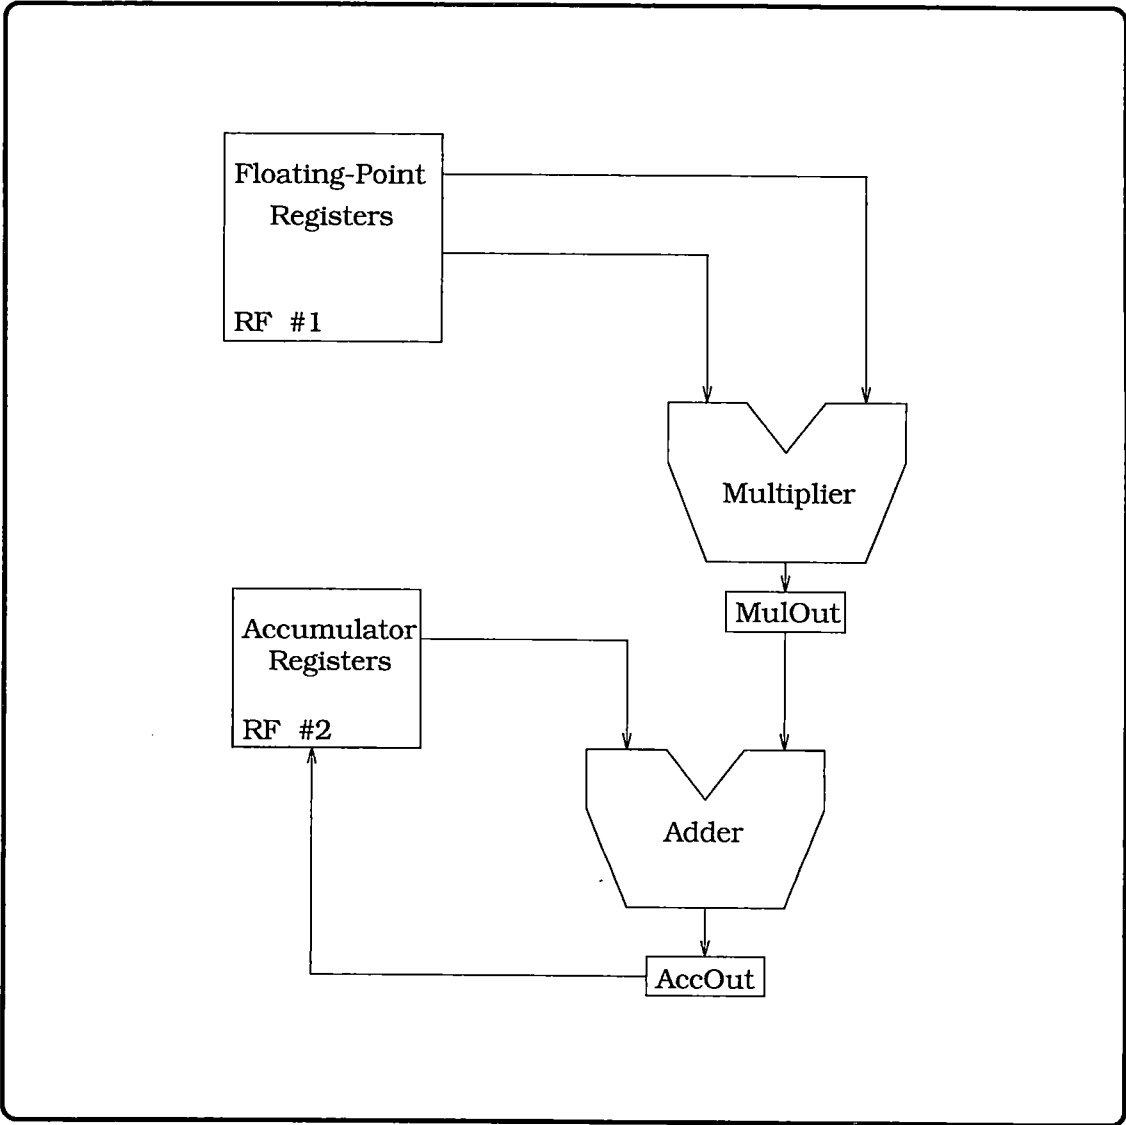 Floating-Point
Registers
RF #1
Multiplier
MulOut
Accumulator
Registers
RF #2
Adder
AccOut